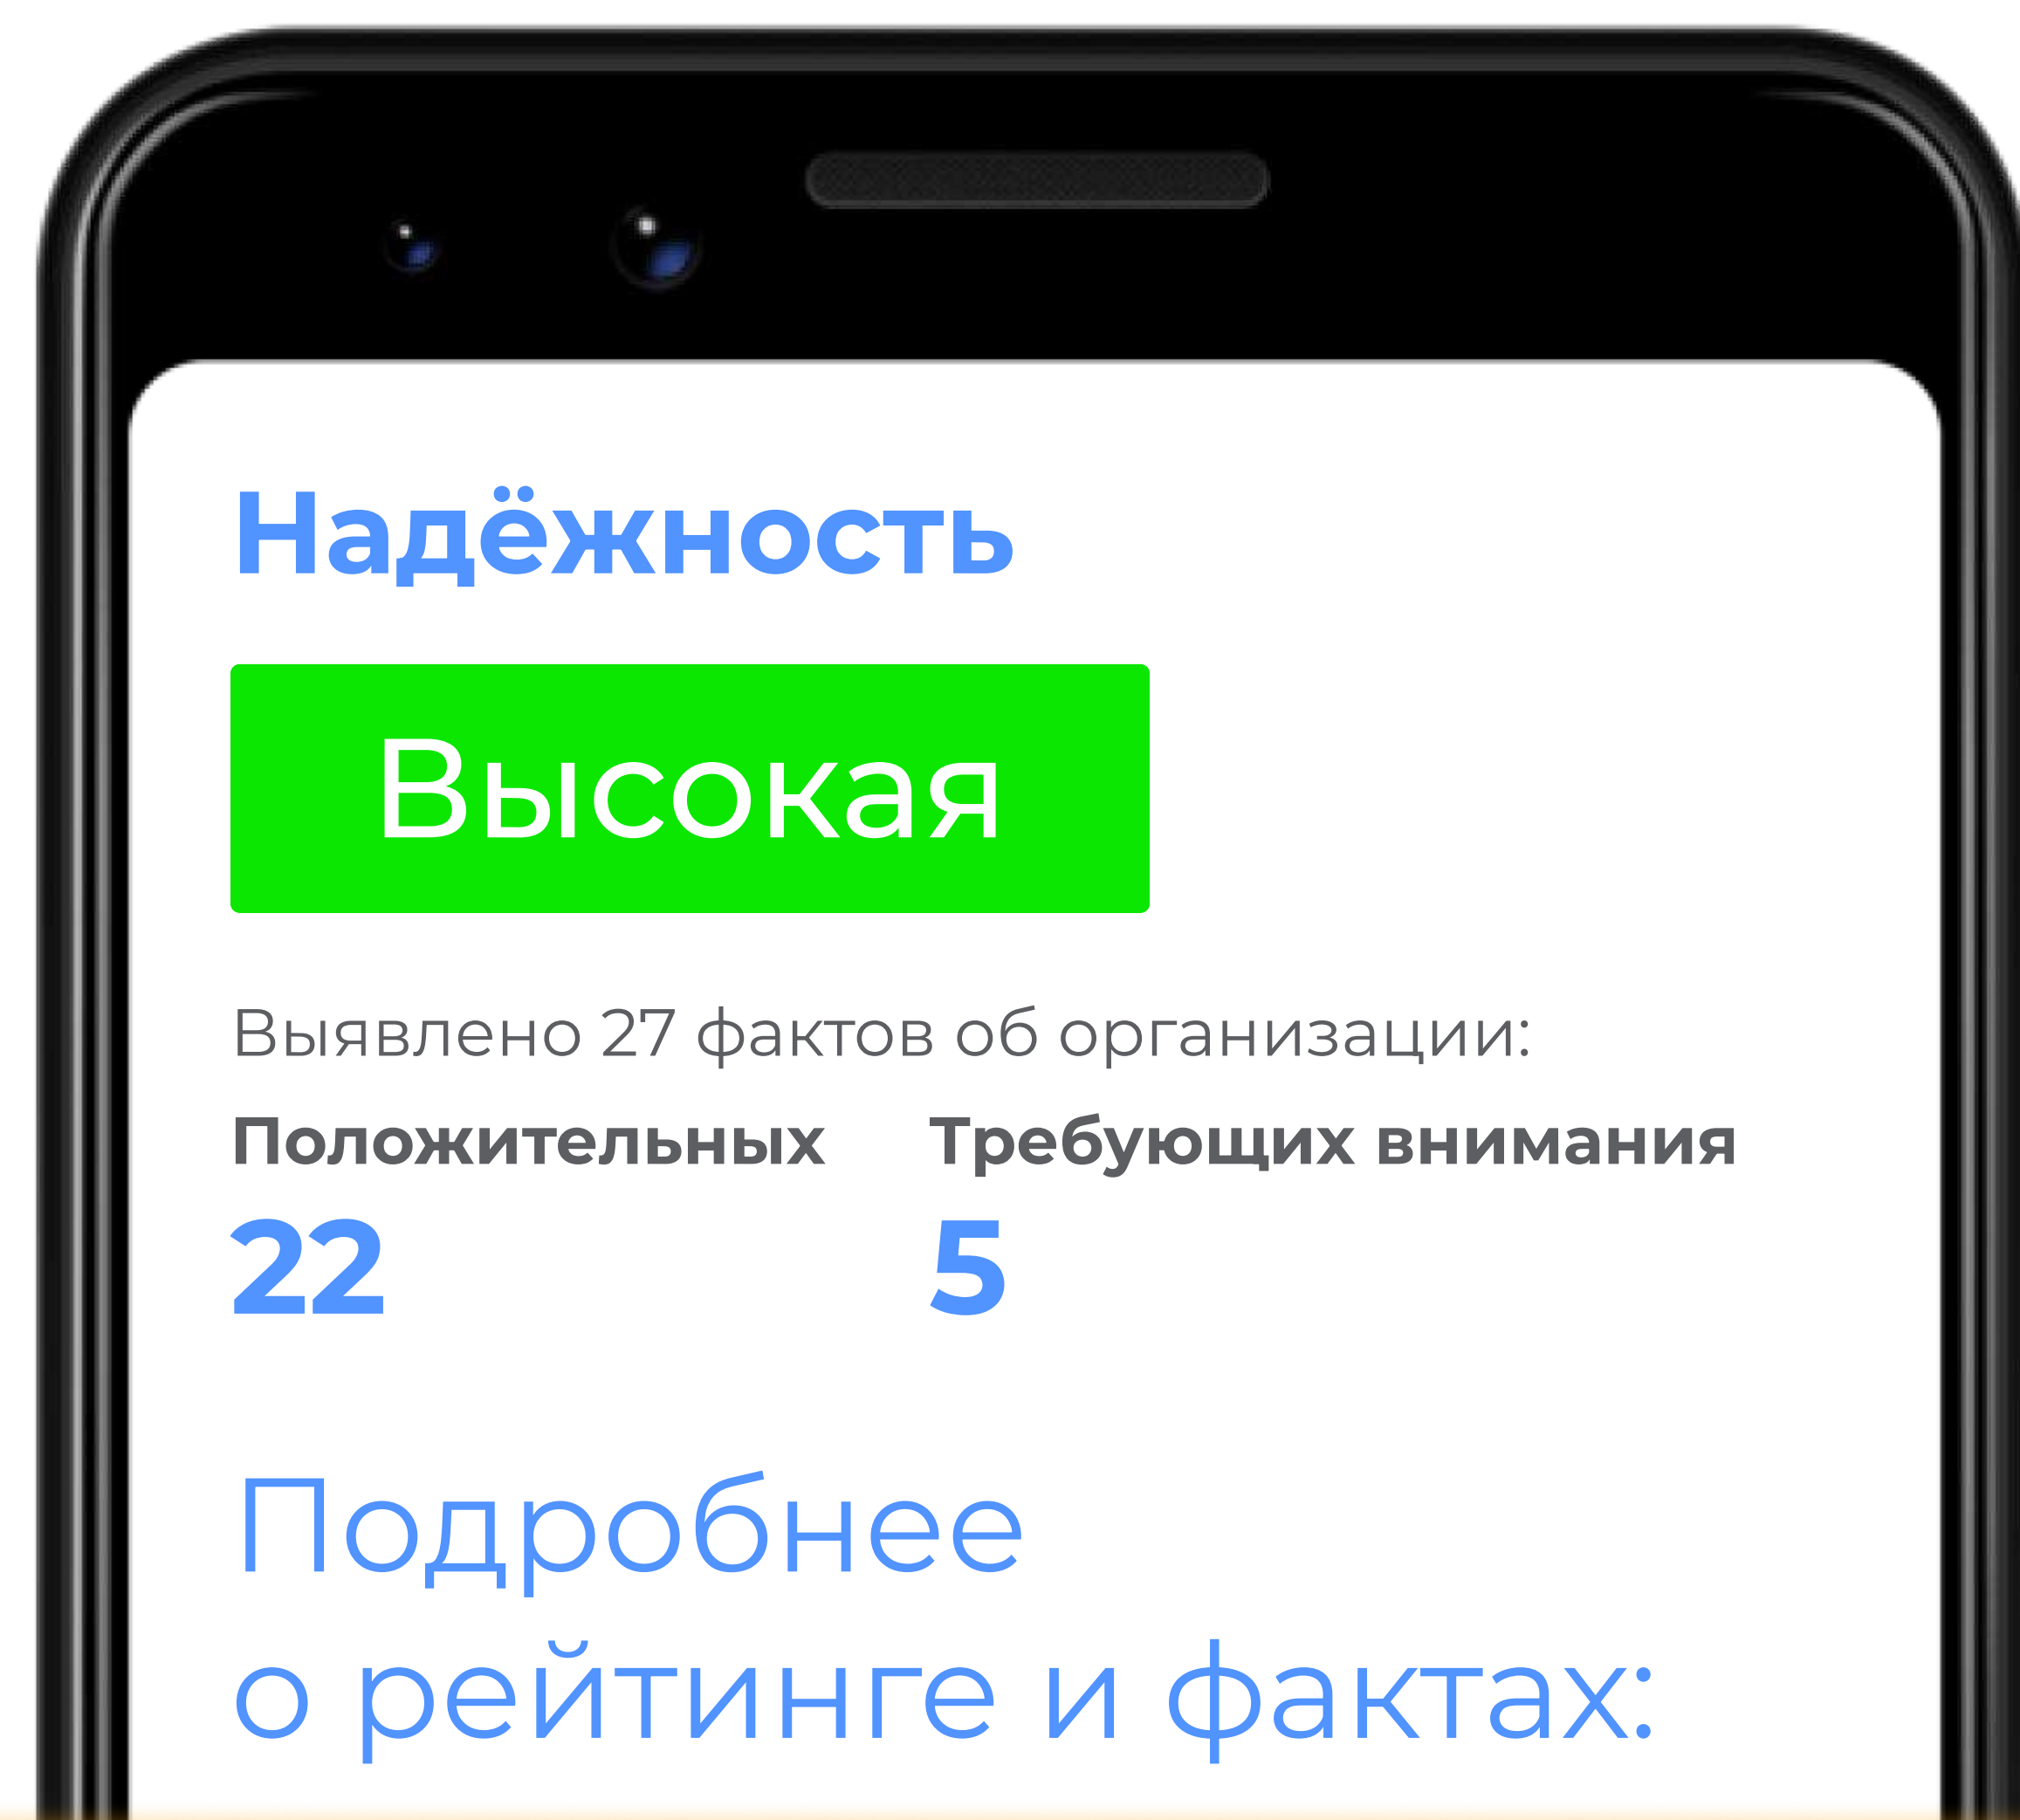 Надёжность
Высокая
Выявлено 27 фактов об организации:
Положительных Требующих внимания
22 5
Подробнее
о рейтинге и фактах: